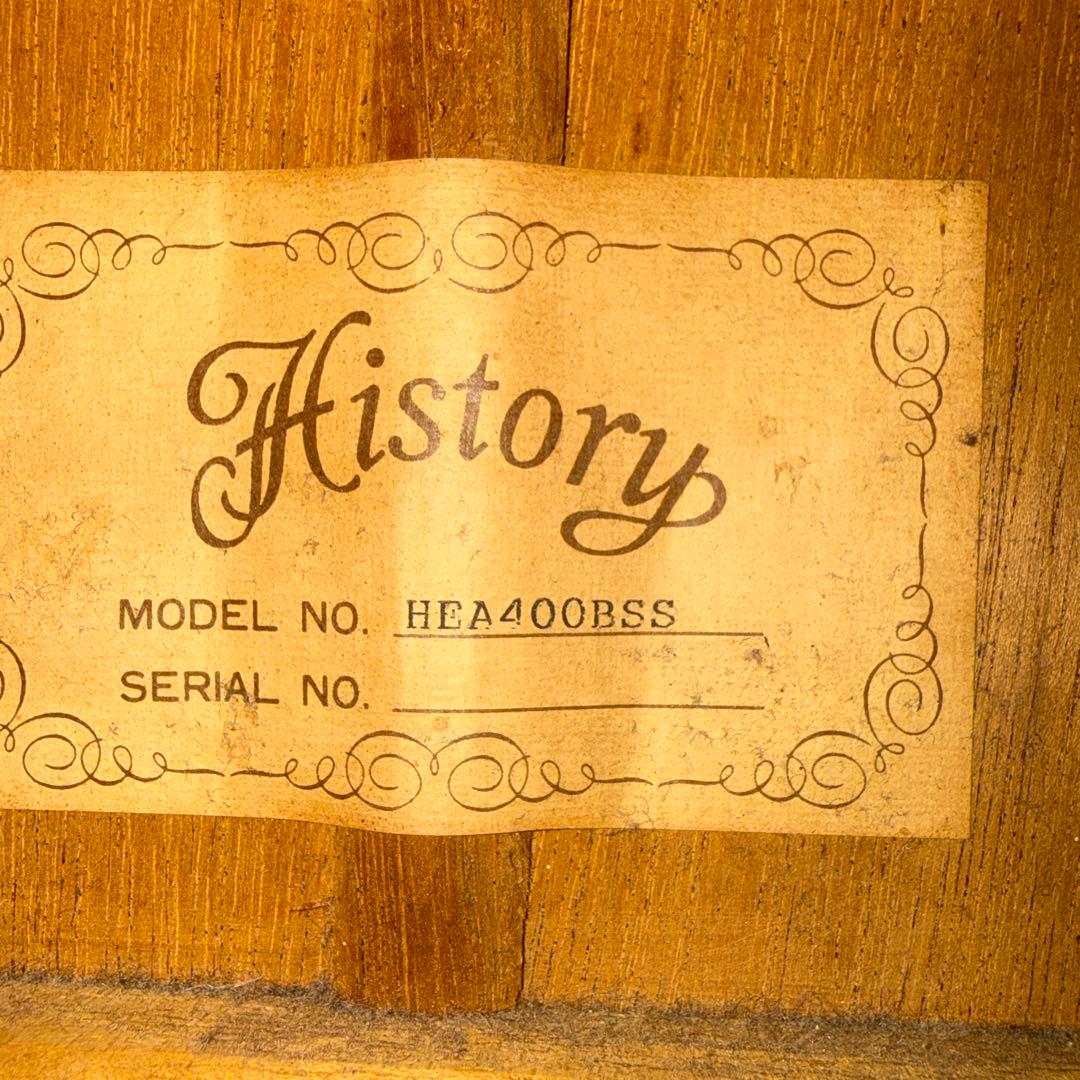 History
MODEL NO. HEA400BSS
SERIAL NO.